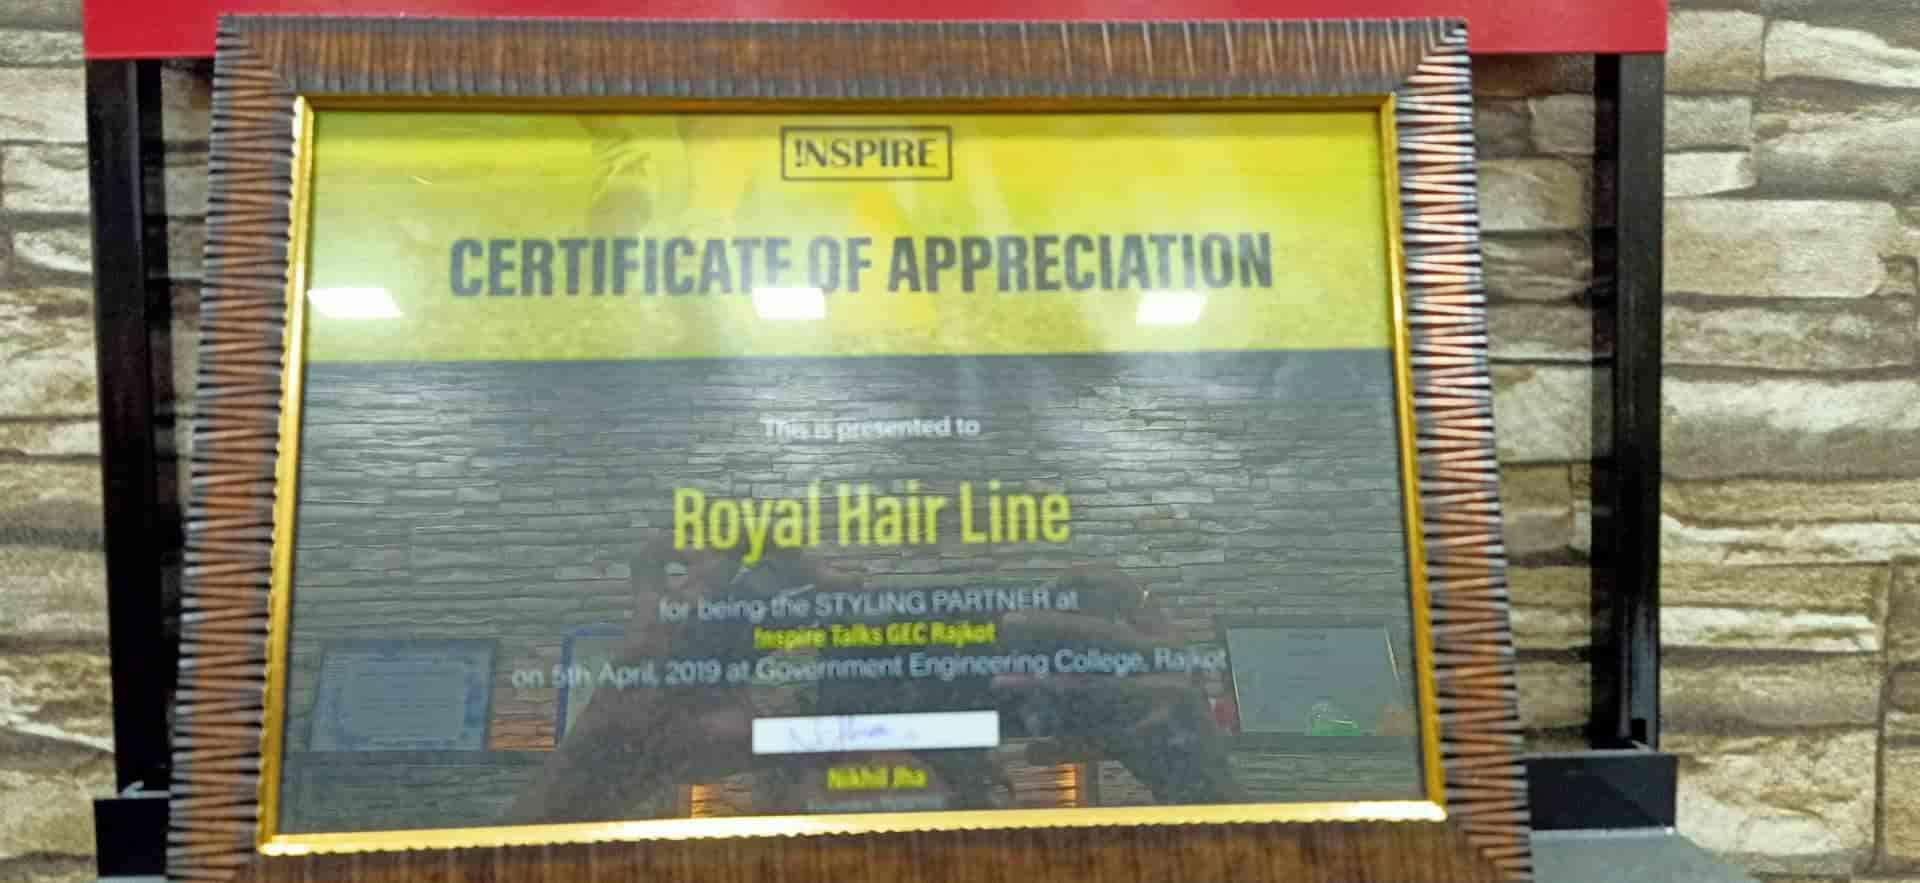 !NSPIRE
CERTIFICATE OF APPRECIATION
This is presented to
Royal Hair Line
for being the STYLING PARTNER at
Inspire Talks GEC Rajkot
on 5th April, 2019 at Government Engineering College, Rajkot
Nikhil Jha